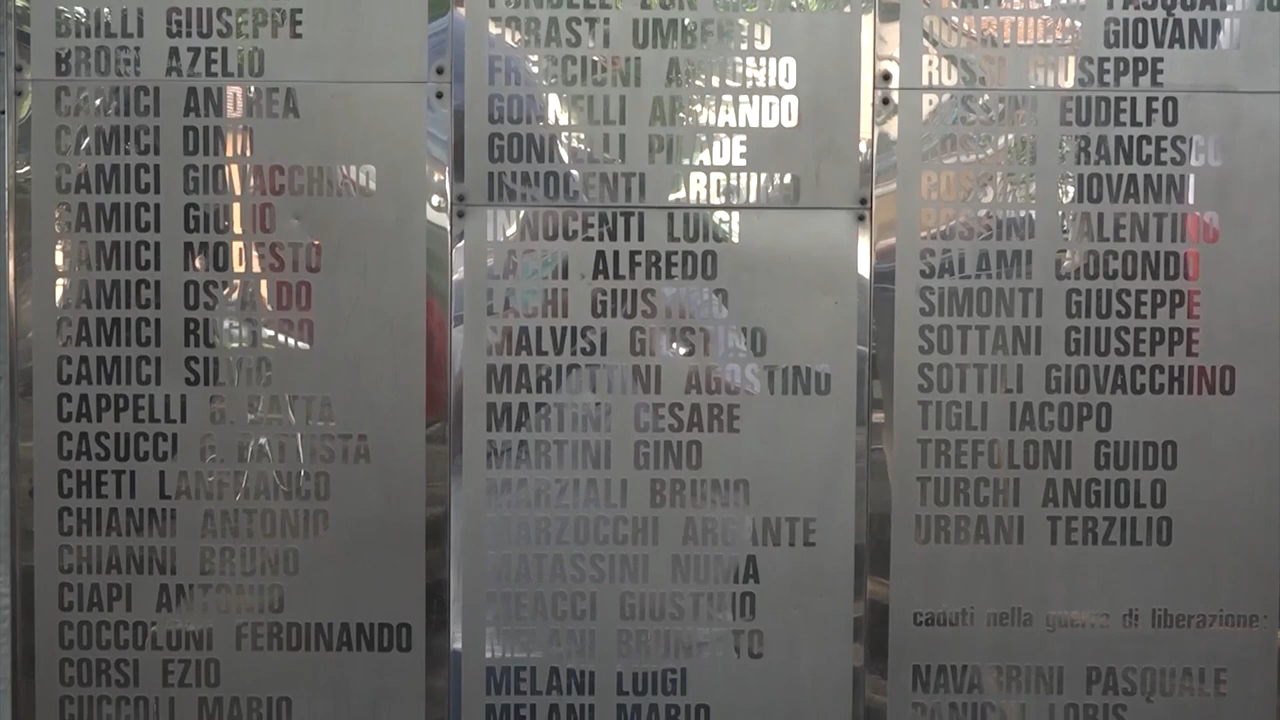 BRILLI GIUSEPPE
BROGI AZELIO
CAMICI ANDREA
CAMICI DINO
CAMICI GIOVACCHINO
CAMICI GIULIO
CAMICI MODESTO
CAMICI OSVALDO
CAMICI RUGGERO
CAMICI SILVIO
CAPPELLI G. BATTA
CASUCCI G. BATTISTA
CHETI LANFRANCO
CHIANNI ANTONIO
CHIANNI BRUNO
CIAPI ANTONIO
COCCOLONI FERDINANDO
CORSI EZIO
CUCCOLI MARIO
FORASTI UMBERTO
FRECCIONI ANTONIO
GONNELLI ARMANDO
GONNELLI PILADE
INNOCENTI ARDUINO
INNOCENTI LUIGI
LACHI ALFREDO
LACHI GIUSTINO
MALVISI GIUSTINO
MARIOTTINI AGOSTINO
MARTINI CESARE
MARTINI GINO
MARZIALI BRUNO
MARZOCCHI ARGANTE
MATASSINI NUMA
MEACCI GIUSTINO
MELANI BRUNETTO
MELANI LUIGI
MELANI MARIO
QUARTUCCI GIOVANNI
ROSSI GIUSEPPE
ROSSINI EUDELFO
ROSSINI FRANCESCO
ROSSINI GIOVANNI
ROSSINI VALENTINO
SALAMI GIOCONDO
SIMONTI GIUSEPPE
SOTTANI GIUSEPPE
SOTTILI GIOVACCHINO
TIGLI IACOPO
TREFOLONI GUIDO
TURCHI ANGIOLO
URBANI TERZILIO
caduti nella guerra di liberazione:
NAVARRINI PASQUALE
LORIS